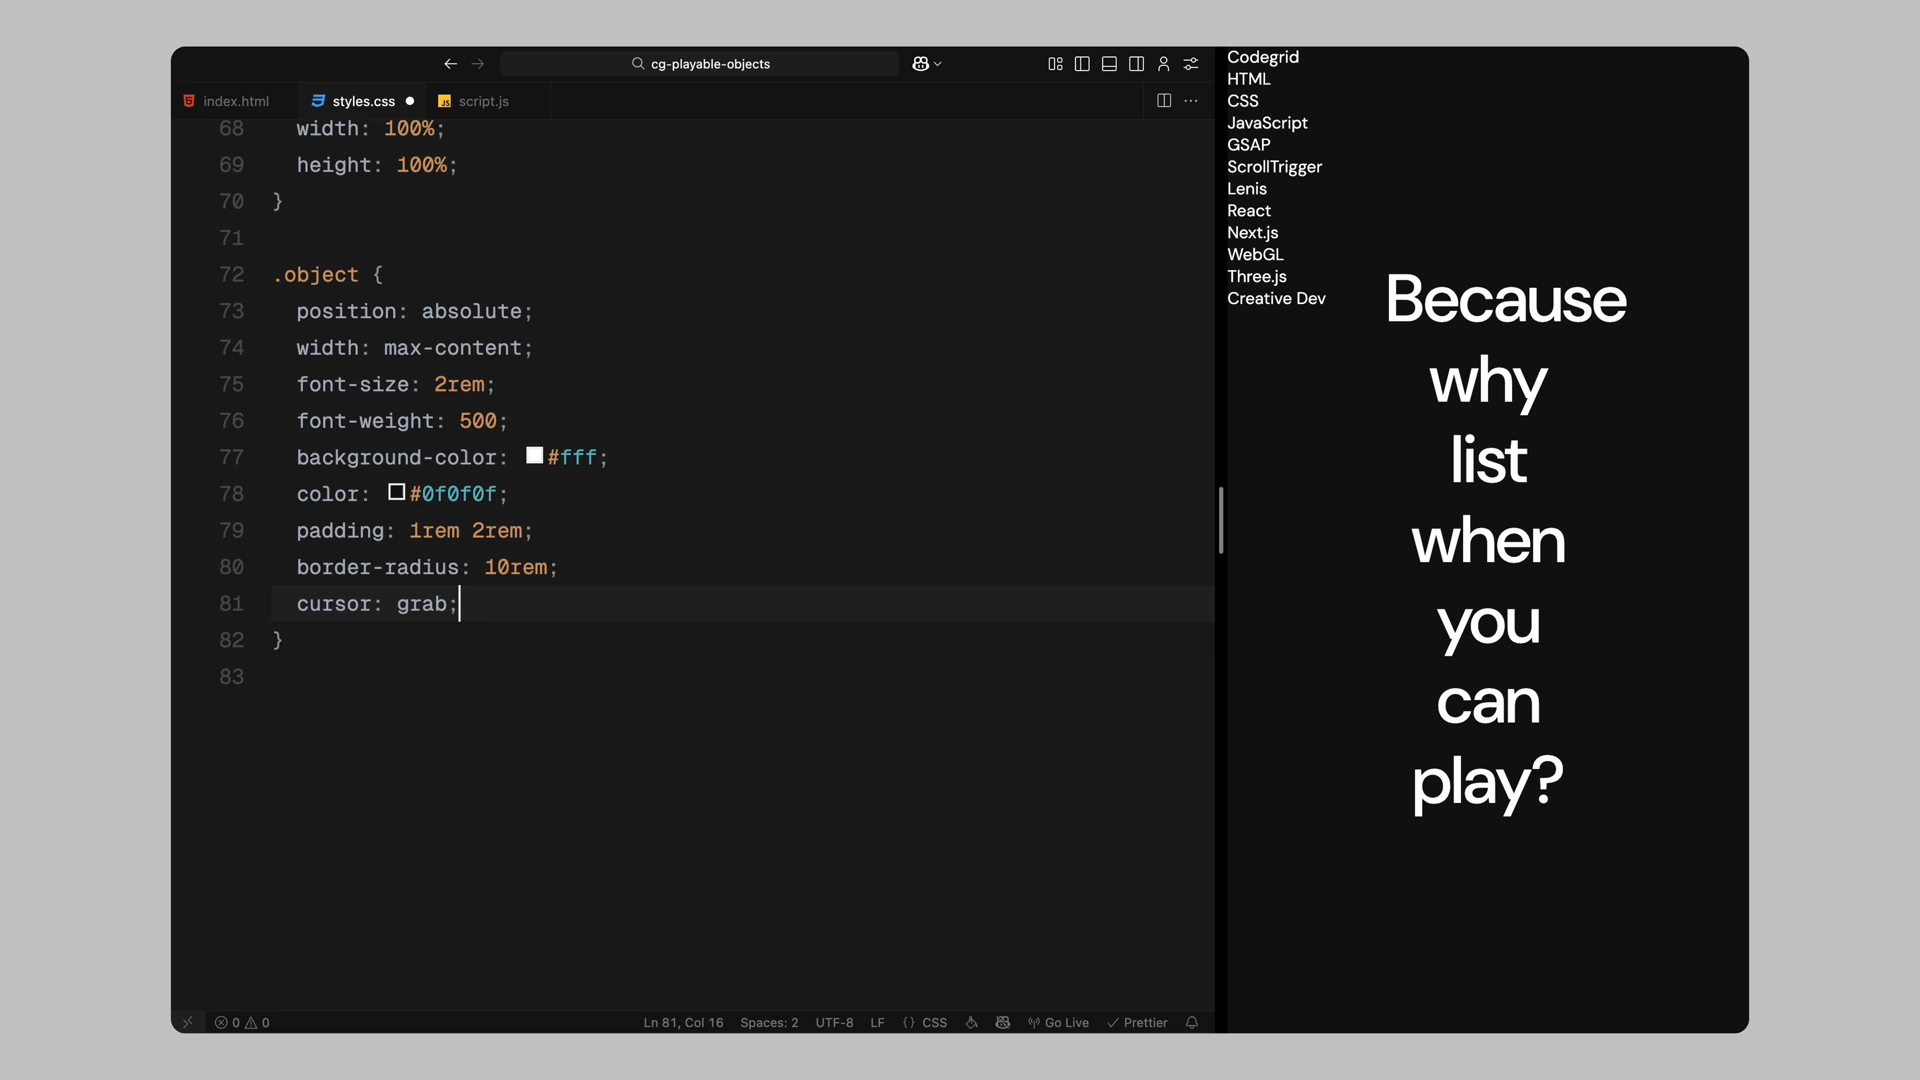 cg-playable-objects
index.html
styles.css
script.js
68 width: 100%;
69 height: 100%;
70 }
71
72 .object {
73 position: absolute;
74 width: max-content;
75 font-size: 2rem;
76 font-weight: 500;
77 background-color: #fff;
78 color: #0f0f0f;
79 padding: 1rem 2rem;
80 border-radius: 10rem;
81 cursor: grab;
82 }
83
0 0
Ln 81, Col 16
Spaces: 2
UTF-8
LF
{ } CSS
Go Live
Prettier
Codegrid
HTML
CSS
JavaScript
GSAP
ScrollTrigger
Lenis
React
Next.js
WebGL
Three.js
Creative Dev
Because
why
list
when
you
can
play?